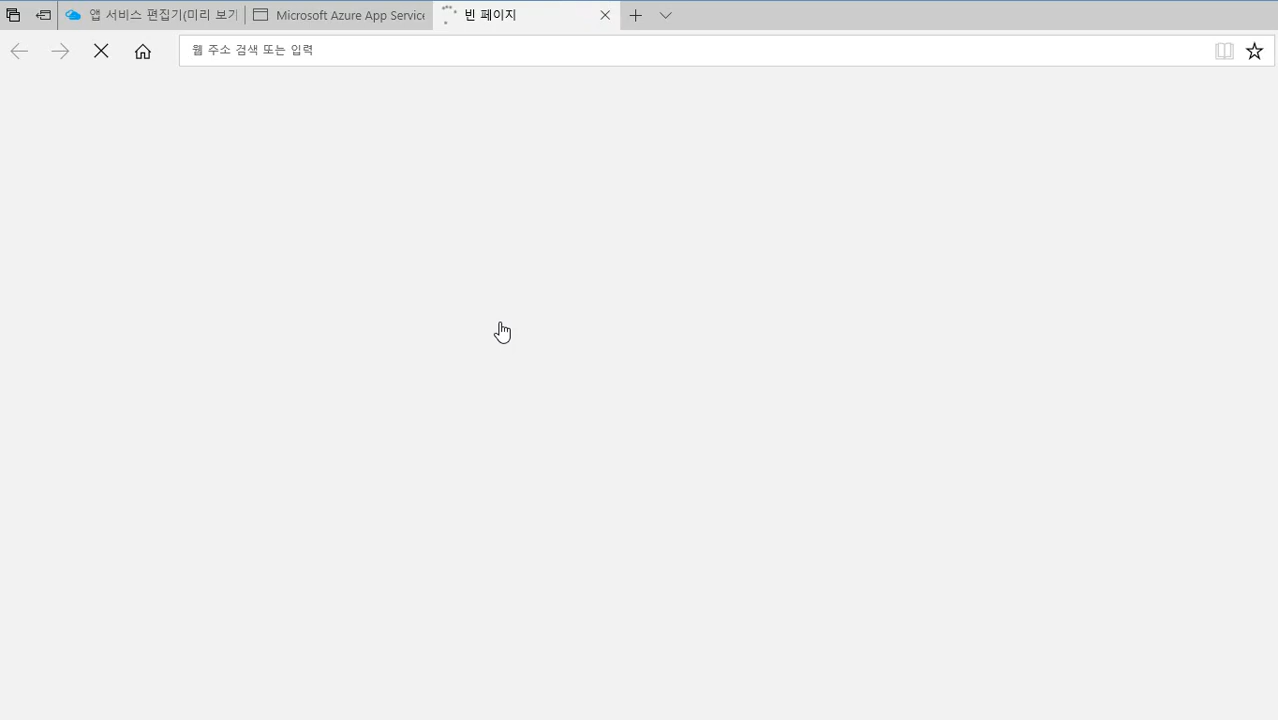 앱 서비스 편집기(미리 보기
Microsoft Azure App Service
빈 페이지
웹 주소 검색 또는 입력